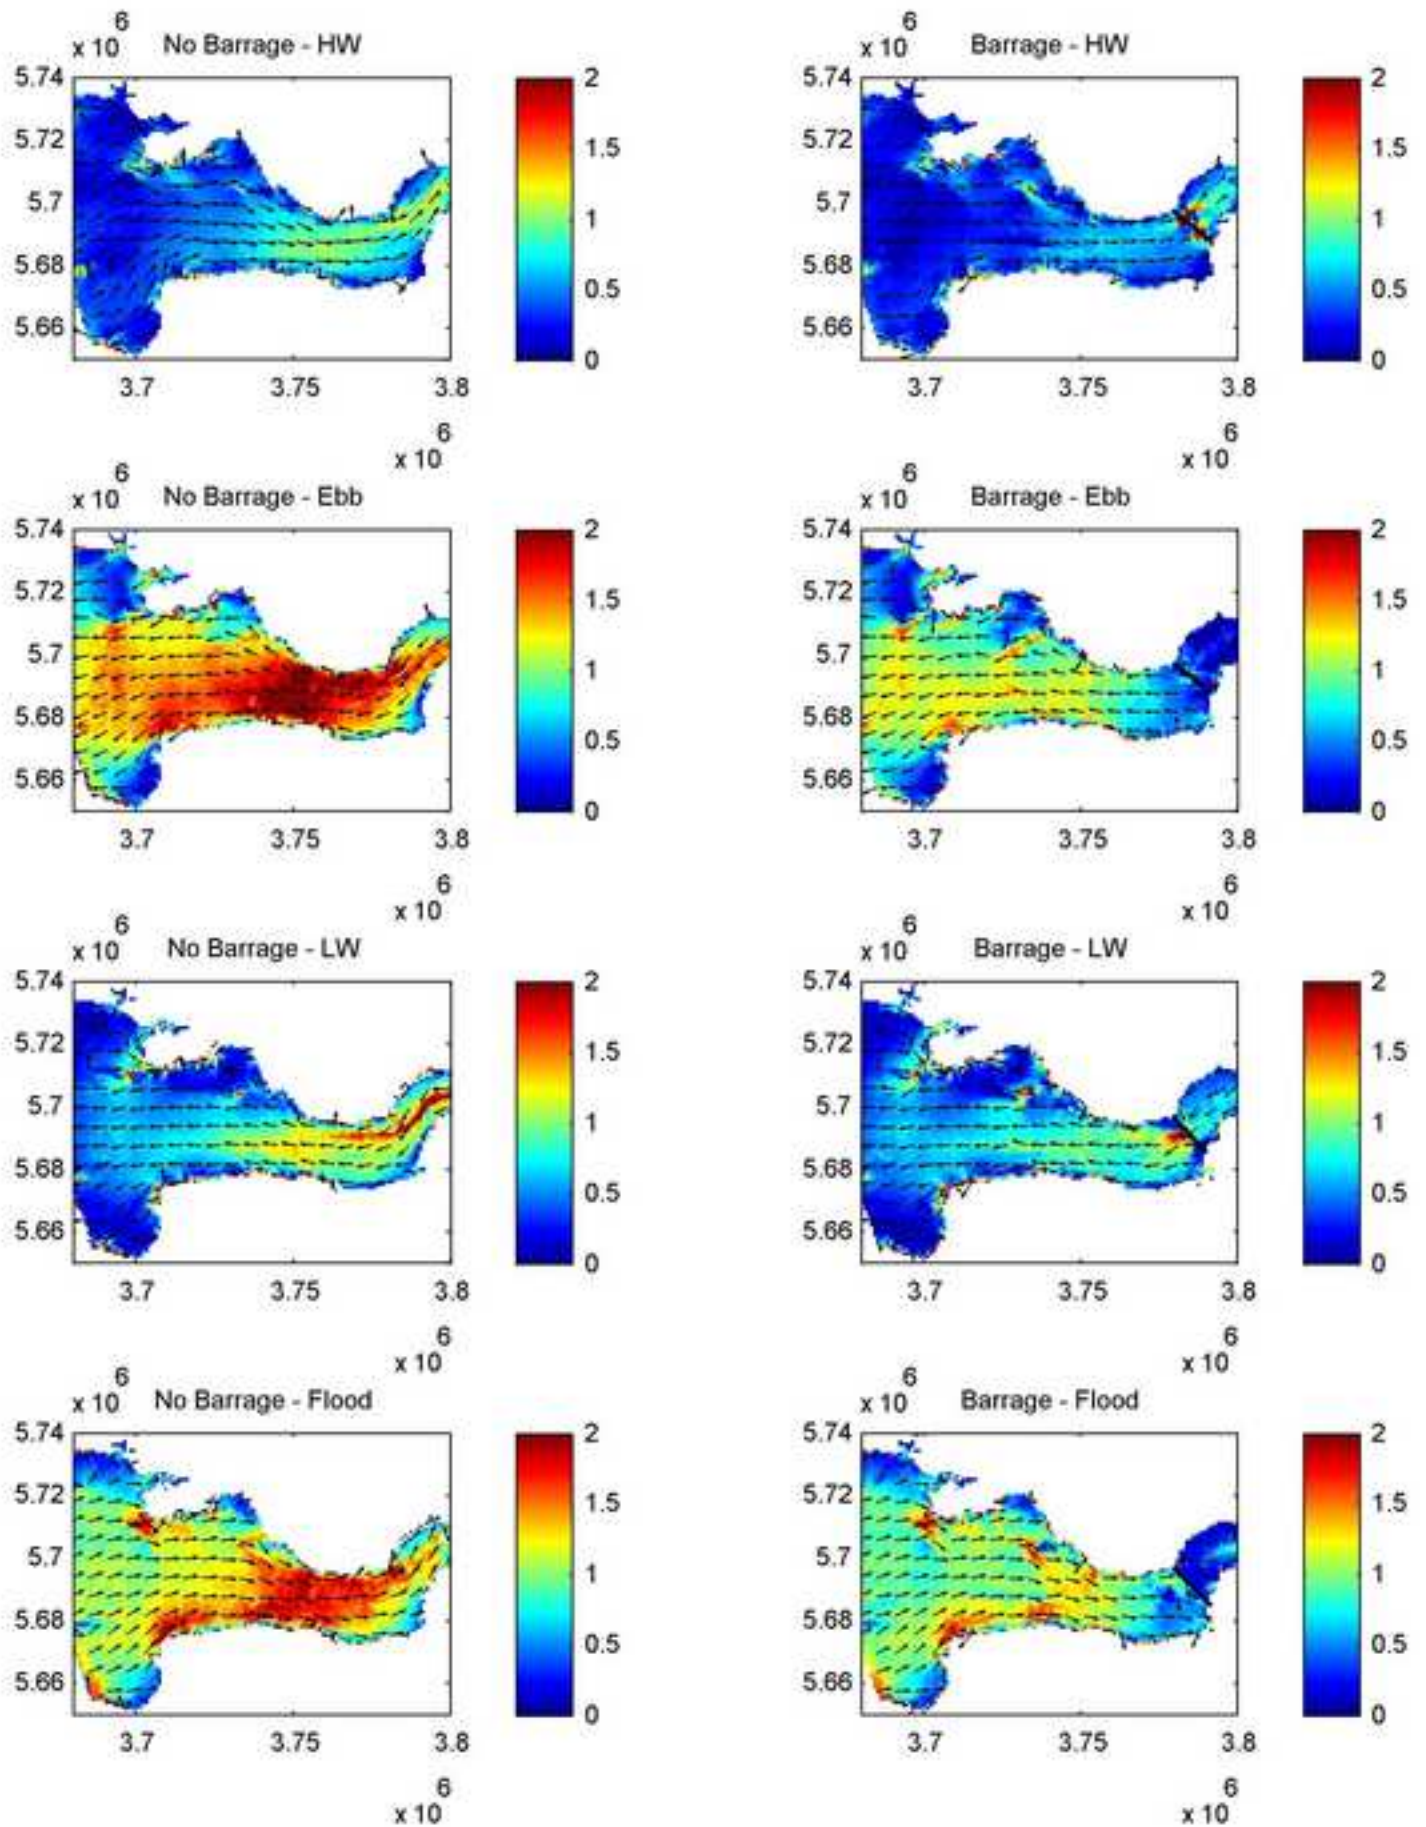 6 6
x 10 No Barrage - HW x 10 Barrage - HW
5.74 2 5.74 2
5.72 1.5 5.72 1.5
5.7 1 5.7 1
5.68 0.5 5.68 0.5
5.66 0 5.66 0
3.7 3.75 3.8 3.7 3.75 3.8
6 6
x 10 x 10
6 6
x 10 No Barrage - Ebb x 10 Barrage - Ebb
5.74 2 5.74 2
5.72 1.5 5.72 1.5
5.7 1 5.7 1
5.68 0.5 5.68 0.5
5.66 0 5.66 0
3.7 3.75 3.8 3.7 3.75 3.8
6 6
x 10 x 10
6 6
x 10 No Barrage - LW x 10 Barrage - LW
5.74 2 5.74 2
5.72 1.5 5.72 1.5
5.7 1 5.7 1
5.68 0.5 5.68 0.5
5.66 0 5.66 0
3.7 3.75 3.8 3.7 3.75 3.8
6 6
x 10 x 10
6 6
x 10 No Barrage - Flood x 10 Barrage - Flood
5.74 2 5.74 2
5.72 1.5 5.72 1.5
5.7 1 5.7 1
5.68 0.5 5.68 0.5
5.66 0 5.66 0
3.7 3.75 3.8 3.7 3.75 3.8
6 6
x 10 x 10